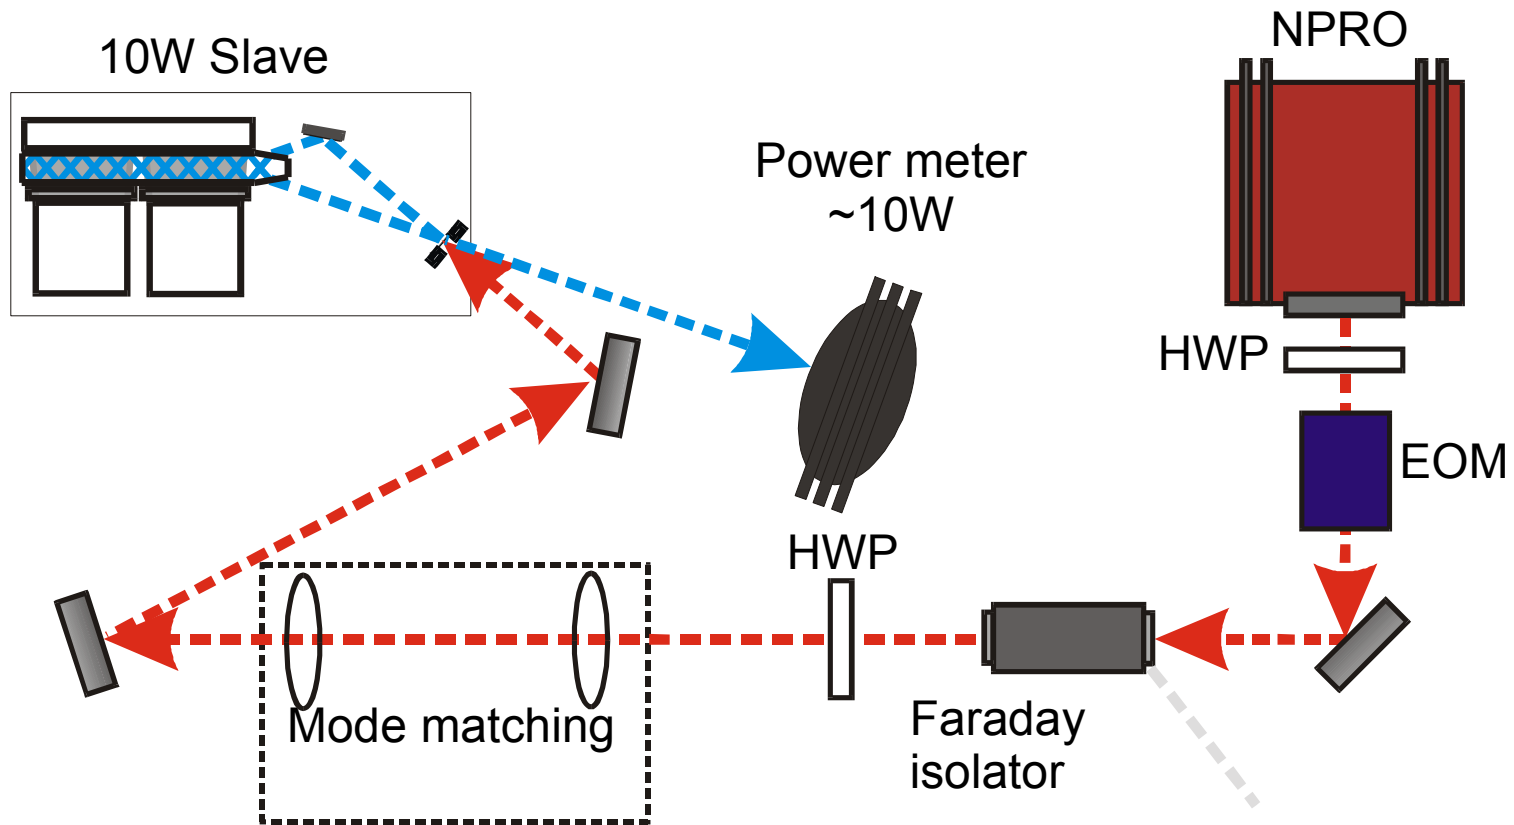 NPRO
10W Slave
Power meter
~10W
HWP
EOM
HWP
Mode matching
Faraday
isolator